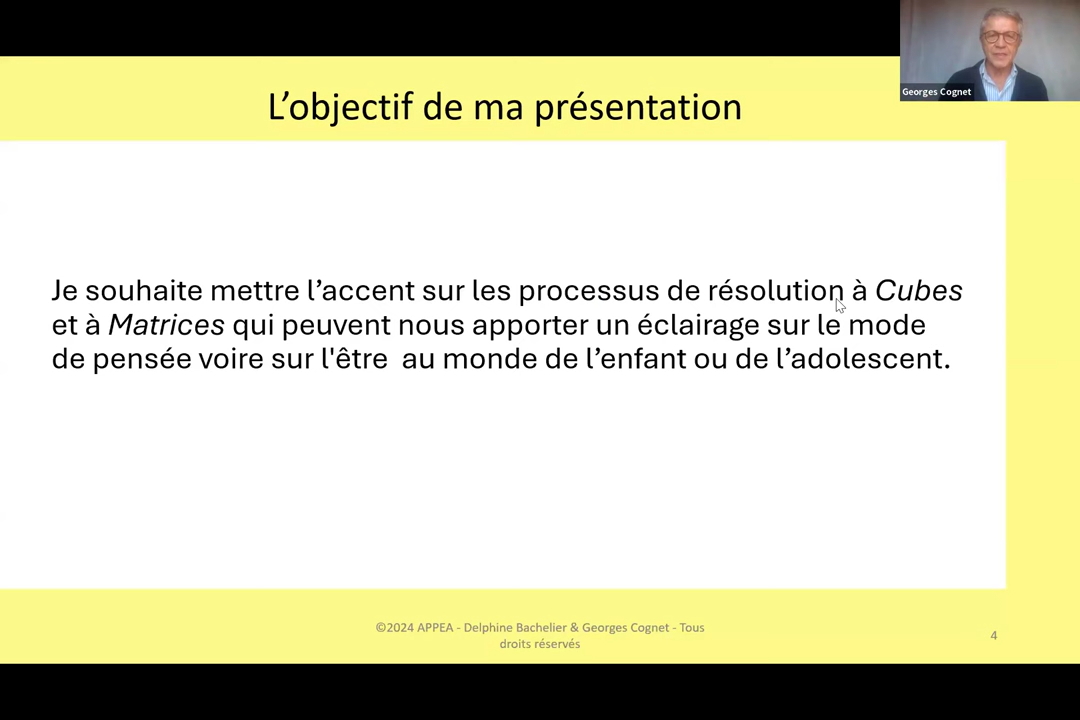 Georges Cognet
L’objectif de ma présentation
Je souhaite mettre l’accent sur les processus de résolution à Cubes
et à Matrices qui peuvent nous apporter un éclairage sur le mode
de pensée voire sur l'être  au monde de l’enfant ou de l’adolescent.
©2024 APPEA - Delphine Bachelier & Georges Cognet - Tous
droits réservés
4